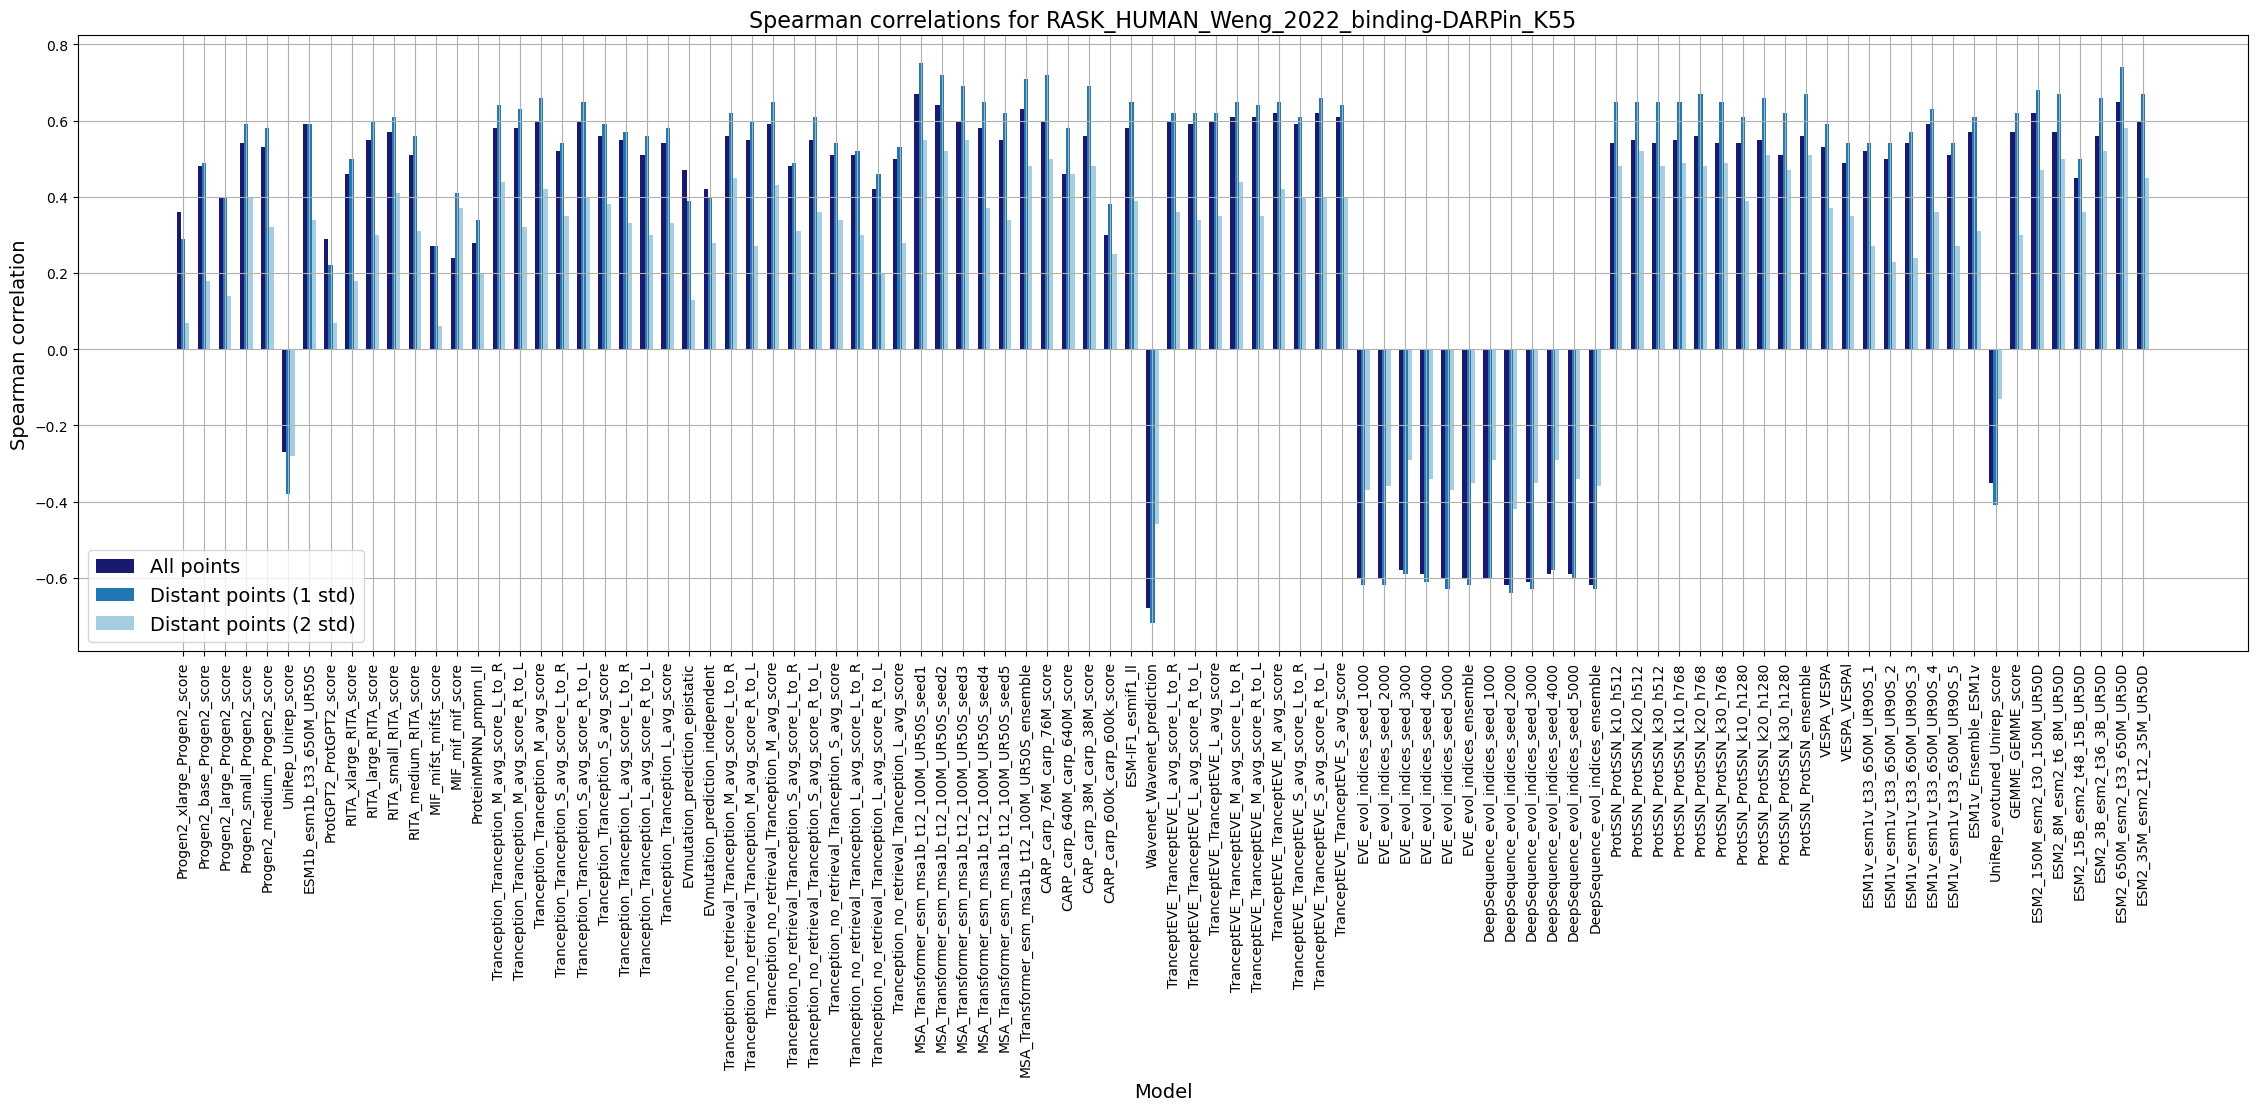 Spearman correlations for RASK_HUMAN_Weng_2022_binding-DARPin_K55
Spearman correlation
0.8
0.6
0.4
0.2
0.0
−0.2
−0.4
−0.6
All points
Distant points (1 std)
Distant points (2 std)
Progen2_xlarge_Progen2_score
Progen2_base_Progen2_score
Progen2_large_Progen2_score
Progen2_small_Progen2_score
Progen2_medium_Progen2_score
UniRep_Unirep_score
ESM1b_esm1b_t33_650M_UR50S
ProtGPT2_ProtGPT2_score
RITA_xlarge_RITA_score
RITA_large_RITA_score
RITA_small_RITA_score
RITA_medium_RITA_score
MIF_mifst_mifst_score
MIF_mif_mif_score
ProteinMPNN_pmpnn_ll
Tranception_Tranception_M_avg_score_L_to_R
Tranception_Tranception_M_avg_score_R_to_L
Tranception_Tranception_M_avg_score
Tranception_Tranception_S_avg_score_L_to_R
Tranception_Tranception_S_avg_score_R_to_L
Tranception_Tranception_S_avg_score
Tranception_Tranception_L_avg_score_L_to_R
Tranception_Tranception_L_avg_score_R_to_L
Tranception_Tranception_L_avg_score
EVmutation_prediction_epistatic
EVmutation_prediction_independent
Tranception_no_retrieval_Tranception_M_avg_score_L_to_R
Tranception_no_retrieval_Tranception_M_avg_score_R_to_L
Tranception_no_retrieval_Tranception_M_avg_score
Tranception_no_retrieval_Tranception_S_avg_score_L_to_R
Tranception_no_retrieval_Tranception_S_avg_score_R_to_L
Tranception_no_retrieval_Tranception_S_avg_score
Tranception_no_retrieval_Tranception_L_avg_score_L_to_R
Tranception_no_retrieval_Tranception_L_avg_score_R_to_L
Tranception_no_retrieval_Tranception_L_avg_score
MSA_Transformer_esm_msa1b_t12_100M_UR50S_seed1
MSA_Transformer_esm_msa1b_t12_100M_UR50S_seed2
MSA_Transformer_esm_msa1b_t12_100M_UR50S_seed3
MSA_Transformer_esm_msa1b_t12_100M_UR50S_seed4
MSA_Transformer_esm_msa1b_t12_100M_UR50S_seed5
MSA_Transformer_esm_msa1b_t12_100M_UR50S_ensemble
CARP_carp_76M_carp_76M_score
CARP_carp_640M_carp_640M_score
CARP_carp_38M_carp_38M_score
CARP_carp_600k_carp_600k_score
ESM-IF1_esmif1_ll
Wavenet_Wavenet_prediction
TranceptEVE_TranceptEVE_L_avg_score_L_to_R
TranceptEVE_TranceptEVE_L_avg_score_R_to_L
TranceptEVE_TranceptEVE_L_avg_score
TranceptEVE_TranceptEVE_M_avg_score_L_to_R
TranceptEVE_TranceptEVE_M_avg_score_R_to_L
TranceptEVE_TranceptEVE_M_avg_score
TranceptEVE_TranceptEVE_S_avg_score_L_to_R
TranceptEVE_TranceptEVE_S_avg_score_R_to_L
TranceptEVE_TranceptEVE_S_avg_score
EVE_evol_indices_seed_1000
EVE_evol_indices_seed_2000
EVE_evol_indices_seed_3000
EVE_evol_indices_seed_4000
EVE_evol_indices_seed_5000
EVE_evol_indices_ensemble
DeepSequence_evol_indices_seed_1000
DeepSequence_evol_indices_seed_2000
DeepSequence_evol_indices_seed_3000
DeepSequence_evol_indices_seed_4000
DeepSequence_evol_indices_seed_5000
DeepSequence_evol_indices_ensemble
ProtSSN_ProtSSN_k10_h512
ProtSSN_ProtSSN_k20_h512
ProtSSN_ProtSSN_k30_h512
ProtSSN_ProtSSN_k10_h768
ProtSSN_ProtSSN_k20_h768
ProtSSN_ProtSSN_k30_h768
ProtSSN_ProtSSN_k10_h1280
ProtSSN_ProtSSN_k20_h1280
ProtSSN_ProtSSN_k30_h1280
ProtSSN_ProtSSN_ensemble
VESPA_VESPA
VESPA_VESPAl
ESM1v_esm1v_t33_650M_UR90S_1
ESM1v_esm1v_t33_650M_UR90S_2
ESM1v_esm1v_t33_650M_UR90S_3
ESM1v_esm1v_t33_650M_UR90S_4
ESM1v_esm1v_t33_650M_UR90S_5
ESM1v_Ensemble_ESM1v
UniRep_evotuned_Unirep_score
GEMME_GEMME_score
ESM2_150M_esm2_t30_150M_UR50D
ESM2_8M_esm2_t6_8M_UR50D
ESM2_15B_esm2_t48_15B_UR50D
ESM2_3B_esm2_t36_3B_UR50D
ESM2_650M_esm2_t33_650M_UR50D
ESM2_35M_esm2_t12_35M_UR50D
Model